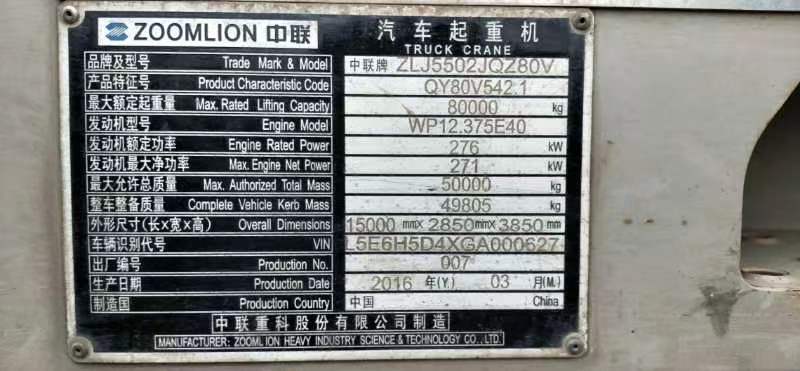 ZOOMLION 中联 汽车起重机
TRUCK CRANE
品牌及型号 Trade Mark & Model 中联牌 ZLJ5502JQZ80V
产品特征号 Product Characteristic Code QY80V542.1
最大额定起重量 Max. Rated Lifting Capacity 80000 kg
发动机型号 Engine Model WP12.375E40
发动机额定功率 Engine Rated Power 276 kW
发动机最大净功率 Max. Engine Net Power 271 kW
最大允许总质量 Max. Authorized Total Mass 50000 kg
整车整备质量 Complete Vehicle Kerb Mass 49805 kg
外形尺寸(长×宽×高) Overall Dimensions 15000 mm× 2850 mm× 3850 mm
车辆识别代号 VIN L5E6H5D4XGA000627
出厂编号 Production No. 007
生产日期 Production Date 2016 年(Y.) 03 月(M.)
制造国 Production Country 中国 China
中联重科股份有限公司制造
MANUFACTURER: ZOOMLION HEAVY INDUSTRY SCIENCE & TECHNOLOGY CO., LTD.